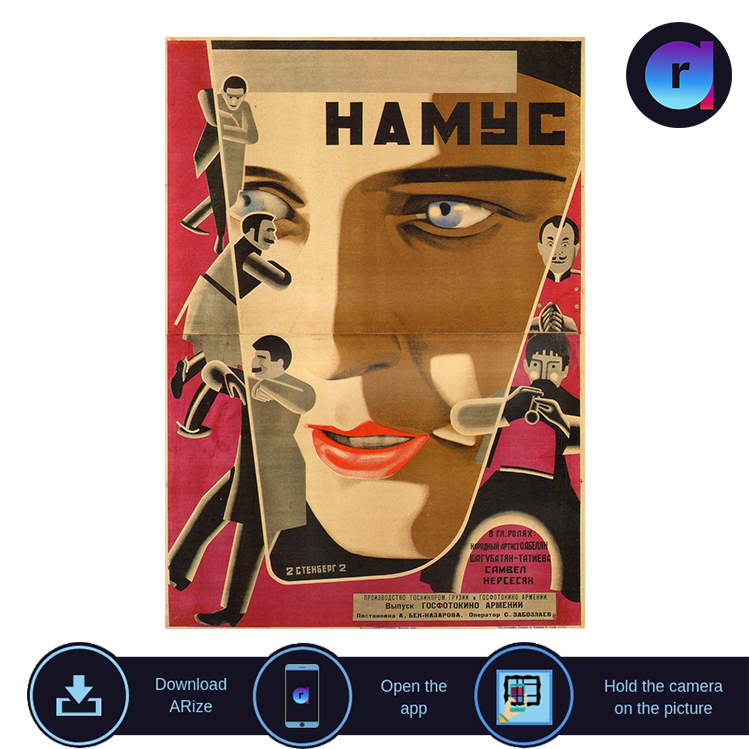 НАМУС
В ГЛ. РОЛЯХ:
НАРОДНЫЙ АРТИСТ О.АБЕЛЯН
ШАГУБАТЯН-ТАТИЕВА
САМВЕЛ
НЕРСЕСЯН
2 СТЕНБЕРГ 2
ПРОИЗВОДСТВО ГОСКИНПРОМ ГРУЗИИ и ГОСФОТОКИНО АРМЕНИИ.
Выпуск ГОСФОТОКИНО АРМЕНИИ
Постановка А. БЕК-НАЗАРОВА. Оператор С. ЗАБОЗЛАЕВ
Download
ARize
Open the
app
Hold the camera
on the picture